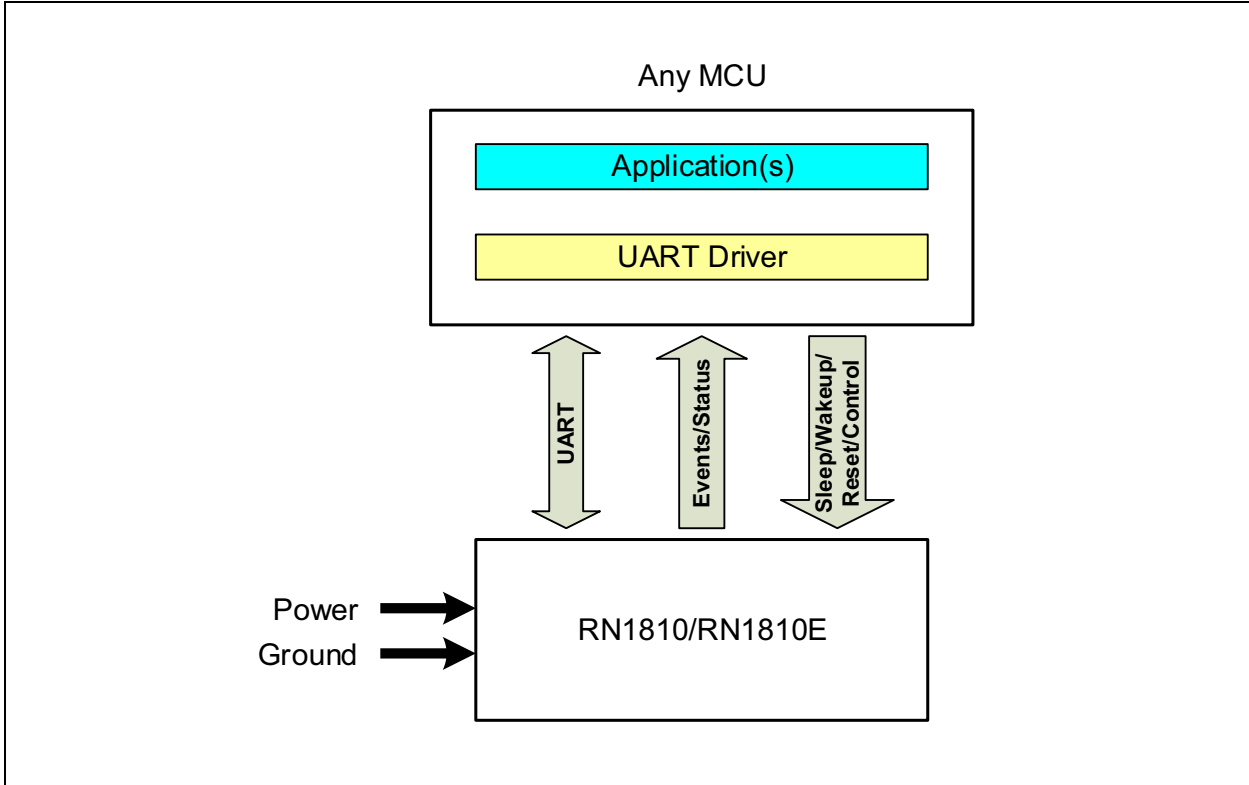 Any MCU
Application(s)
UART Driver
UART
Events/Status
Sleep/Wakeup/
Reset/Control
Power
Ground
RN1810/RN1810E